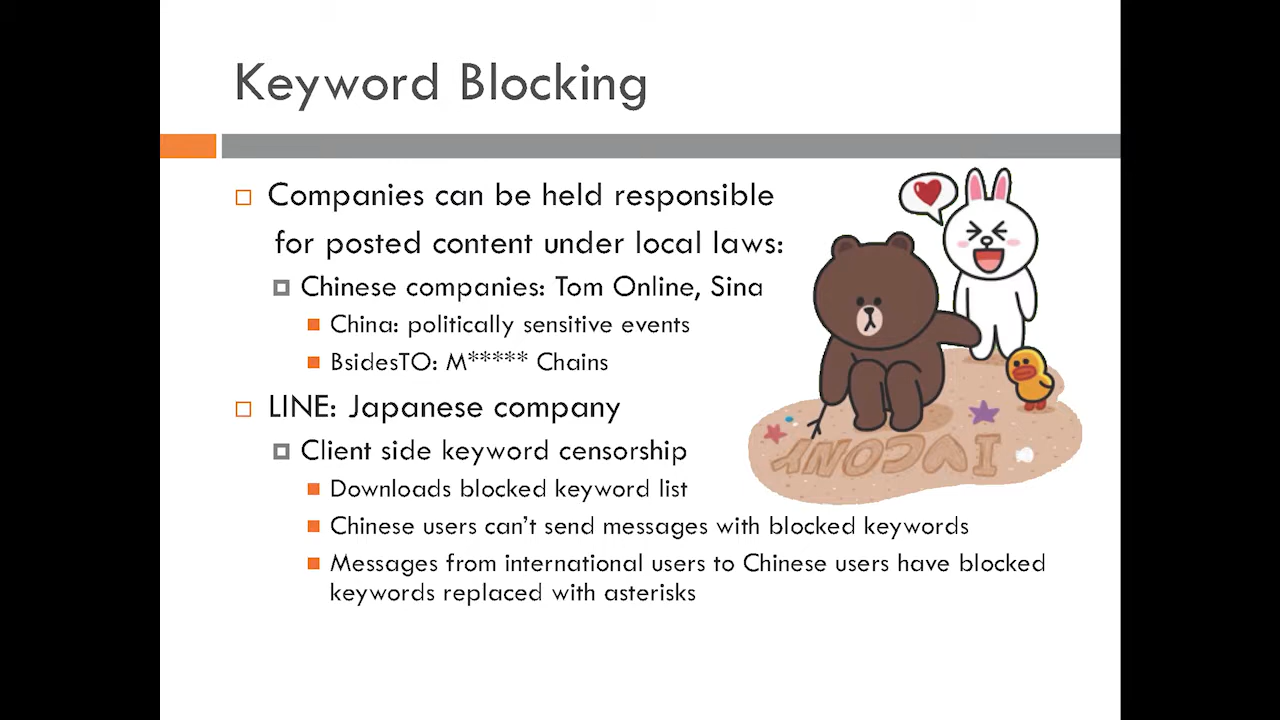 Keyword Blocking
Companies can be held responsible
for posted content under local laws:
Chinese companies: Tom Online, Sina
China: politically sensitive events
BsidesTO: M***** Chains
LINE: Japanese company
Client side keyword censorship
Downloads blocked keyword list
Chinese users can't send messages with blocked keywords
Messages from international users to Chinese users have blocked
keywords replaced with asterisks
I♥CONY